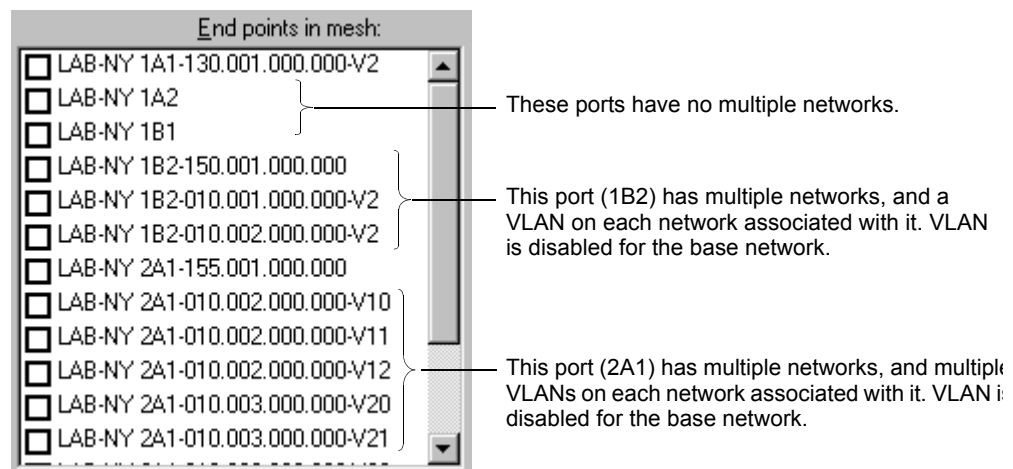 End points in mesh:
LAB-NY 1A1-130.001.000.000-V2
LAB-NY 1A2
LAB-NY 1B1
These ports have no multiple networks.
LAB-NY 1B2-150.001.000.000
LAB-NY 1B2-010.001.000.000-V2
LAB-NY 1B2-010.002.000.000-V2
This port (1B2) has multiple networks, and a
VLAN on each network associated with it. VLAN
is disabled for the base network.
LAB-NY 2A1-155.001.000.000
LAB-NY 2A1-010.002.000.000-V10
LAB-NY 2A1-010.002.000.000-V11
LAB-NY 2A1-010.002.000.000-V12
LAB-NY 2A1-010.003.000.000-V20
LAB-NY 2A1-010.003.000.000-V21
This port (2A1) has multiple networks, and multiple
VLANs on each network associated with it. VLAN is
disabled for the base network.